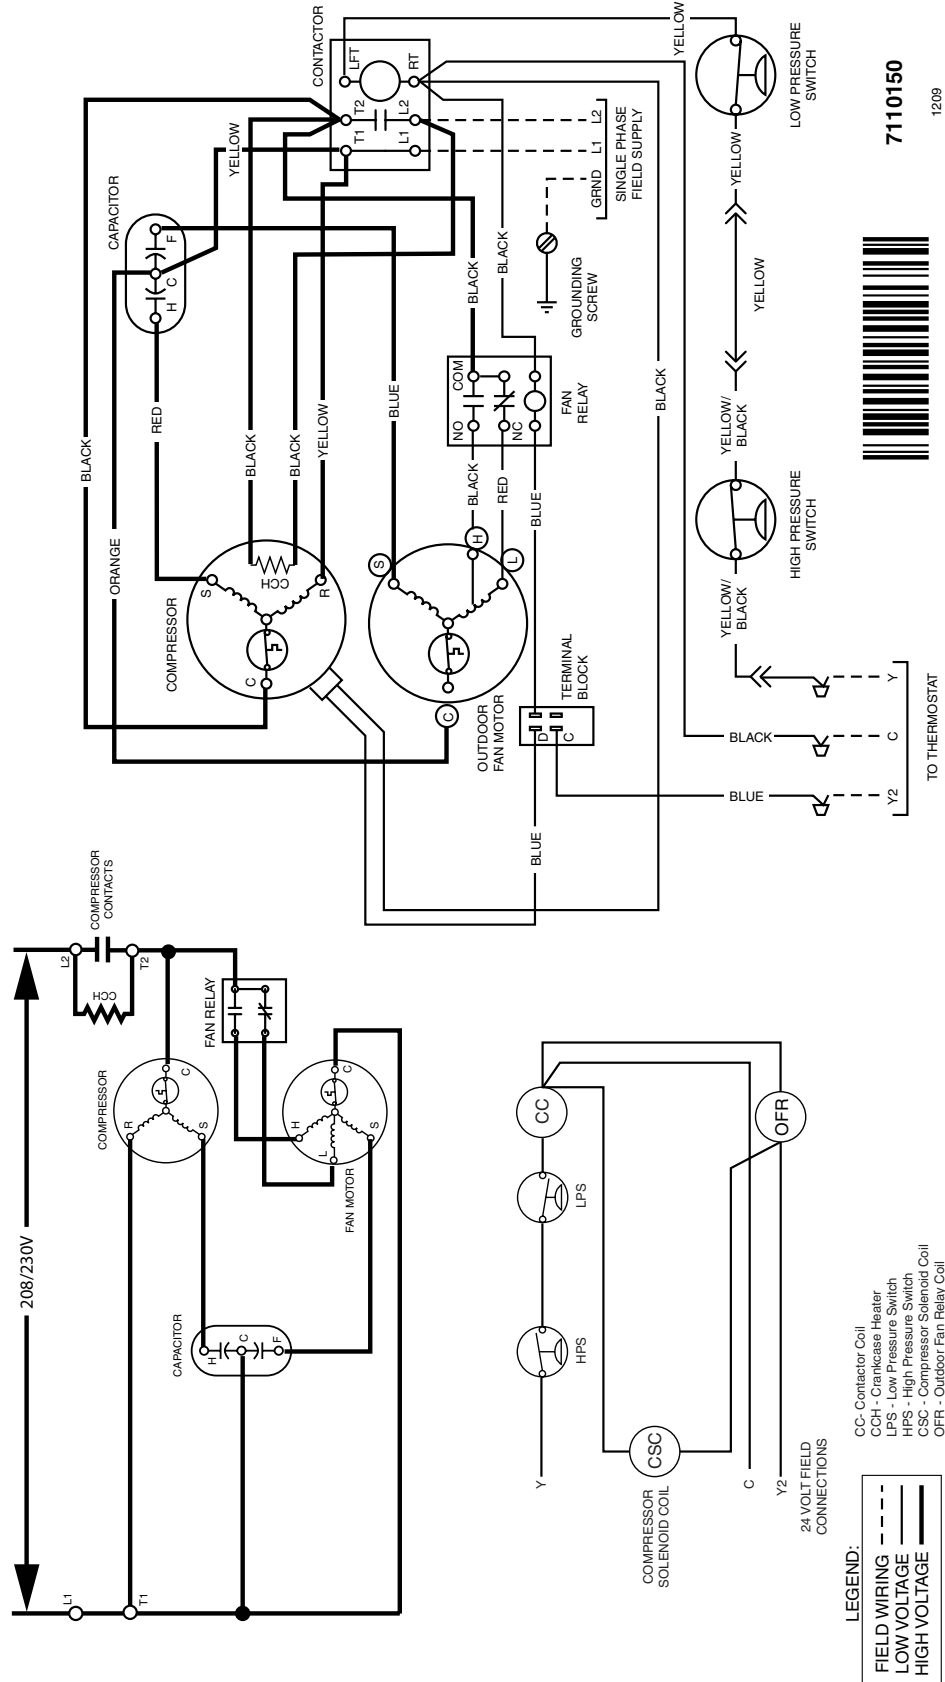 CONTACTOR
LFT
RT
T2
L2
T1
L1
YELLOW
LOW PRESSURE
SWITCH
7110150
1209
YELLOW
CAPACITOR
F
C
H
BLACK
BLACK
L2
L1
GRND
SINGLE PHASE
FIELD SUPPLY
GROUNDING
SCREW
YELLOW
YELLOW
BLACK
RED
BLACK
BLACK
YELLOW
BLUE
COM
NO
NC
FAN
RELAY
BLACK
YELLOW/
BLACK
ORANGE
COMPRESSOR
S
CCH
R
C
S
H
L
C
BLACK
RED
BLUE
HIGH PRESSURE
SWITCH
YELLOW/
BLACK
OUTDOOR
FAN MOTOR
TERMINAL
BLOCK
D
C
BLUE
BLACK
BLUE
Y
C
Y2
TO THERMOSTAT
COMPRESSOR
CONTACTS
L2
T2
CCH
208/230V
COMPRESSOR
R
S
C
FAN RELAY
FAN MOTOR
H
L
C
S
CAPACITOR
H
C
F
L1
T1
CC
LPS
HPS
OFR
CSC
COMPRESSOR
SOLENOID COIL
Y
C
Y2
24 VOLT FIELD
CONNECTIONS
LEGEND:
FIELD WIRING
LOW VOLTAGE
HIGH VOLTAGE
CC- Contactor Coil
CCH - Crankcase Heater
LPS - Low Pressure Switch
HPS - High Pressure Switch
CSC - Compressor Solenoid Coil
OFR - Outdoor Fan Relay Coil